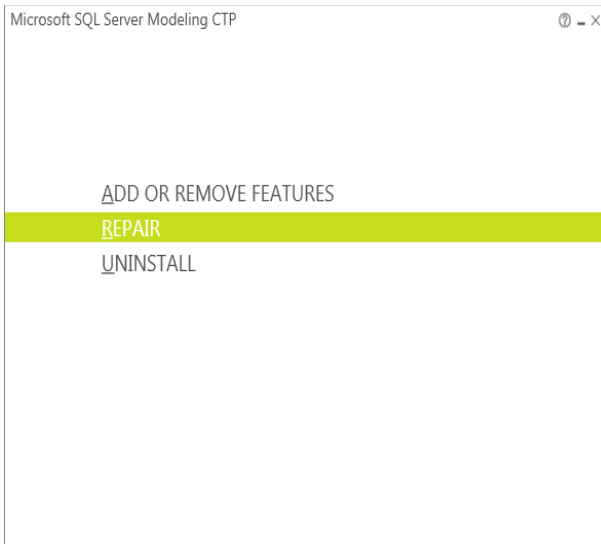 Microsoft SQL Server Modeling CTP
ADD OR REMOVE FEATURES
REPAIR
UNINSTALL